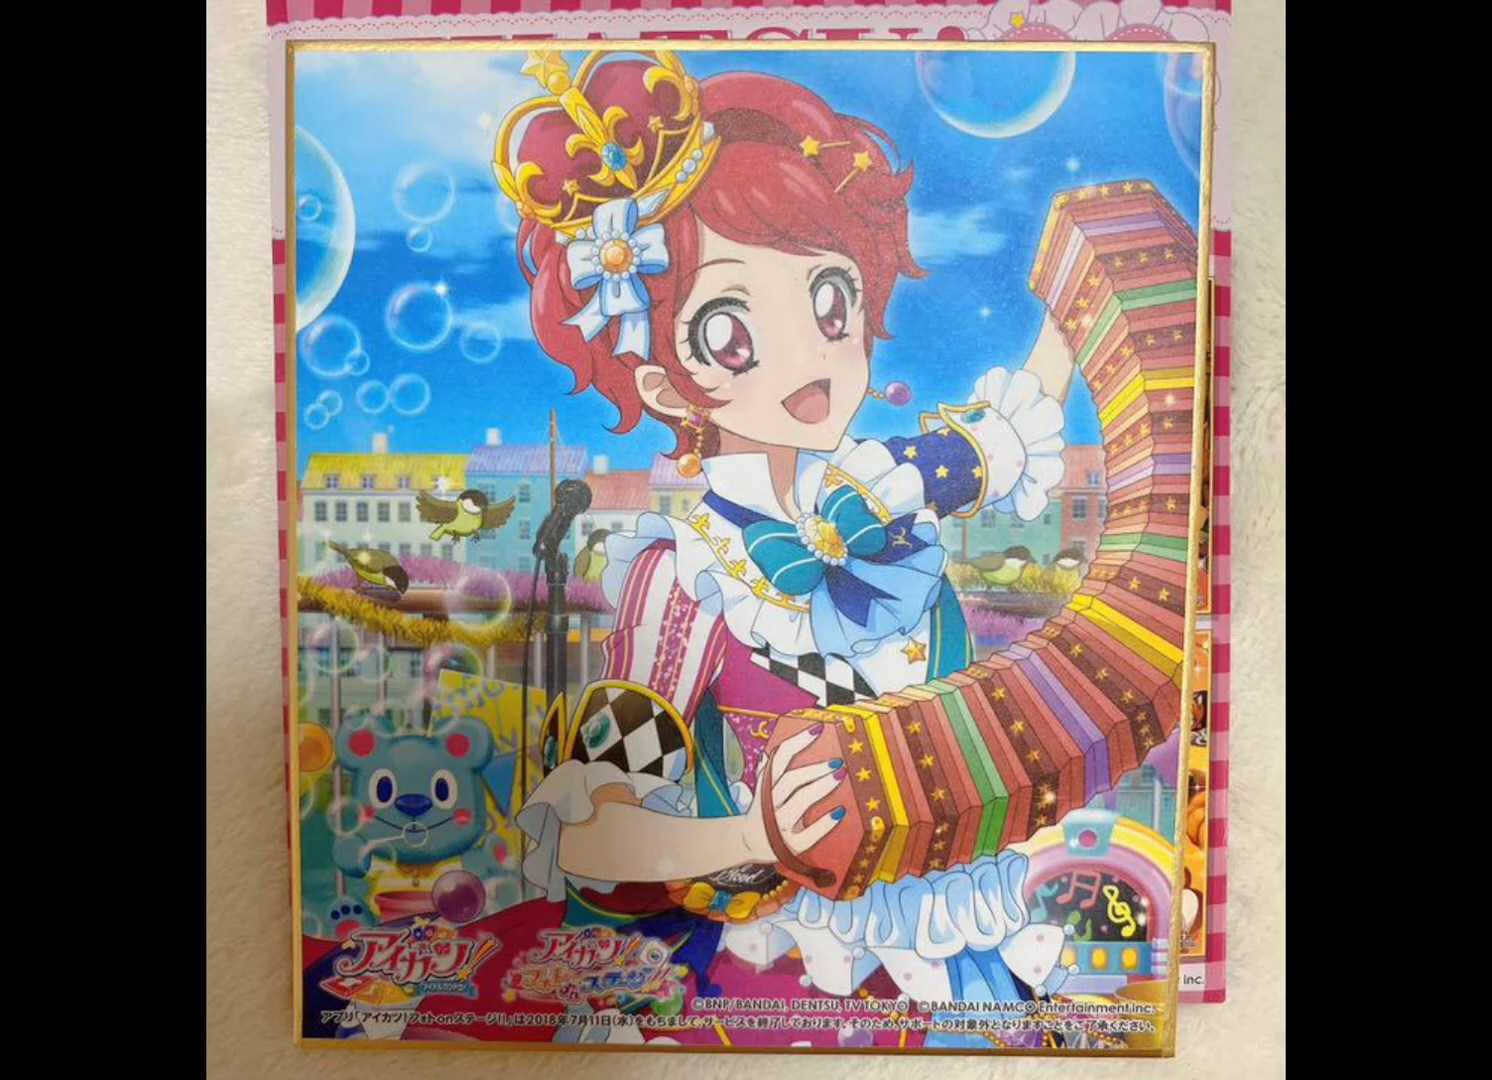 アイカツ!
アイカツ!
フォトonステージ!!
©BNP/BANDAI, DENTSU, TV TOKYO ©BANDAI NAMCO Entertainment Inc.
アプリ「アイカツ!フォトonステージ!!」は2018年7月11日(水)をもちまして、サービスを終了しております。そのため、サポートの対象外となりますことをご了承ください。
Inc.